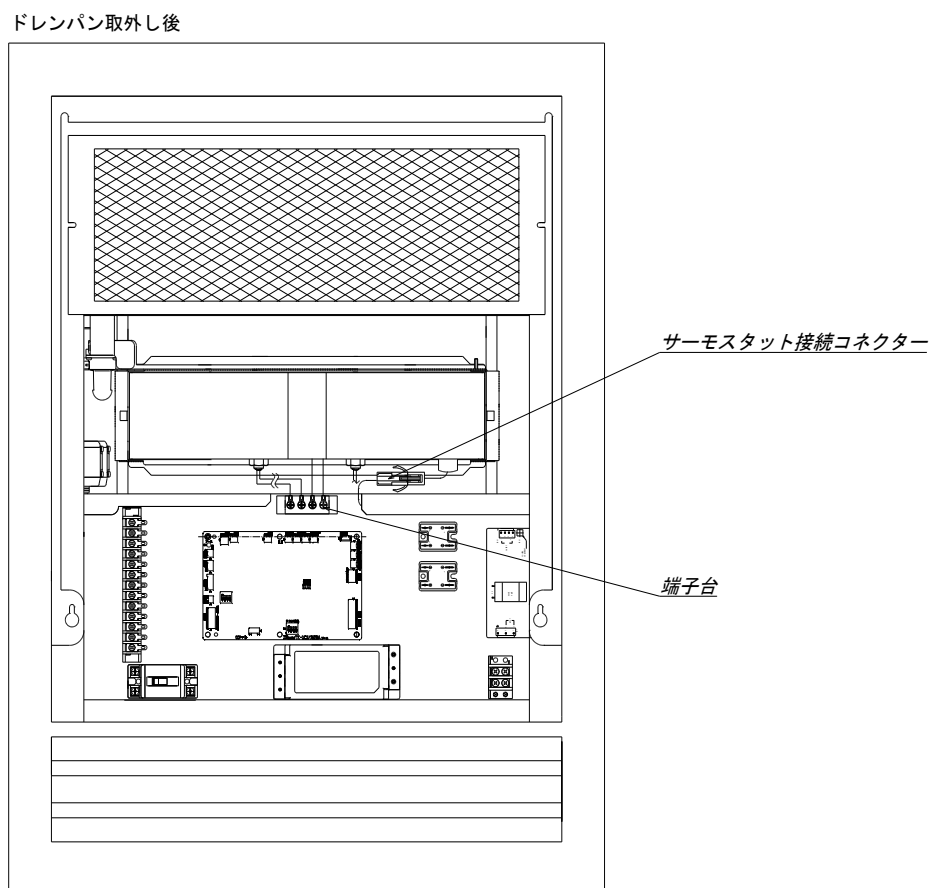 ドレンパン取外し後
サーモスタット接続コネクター
端子台